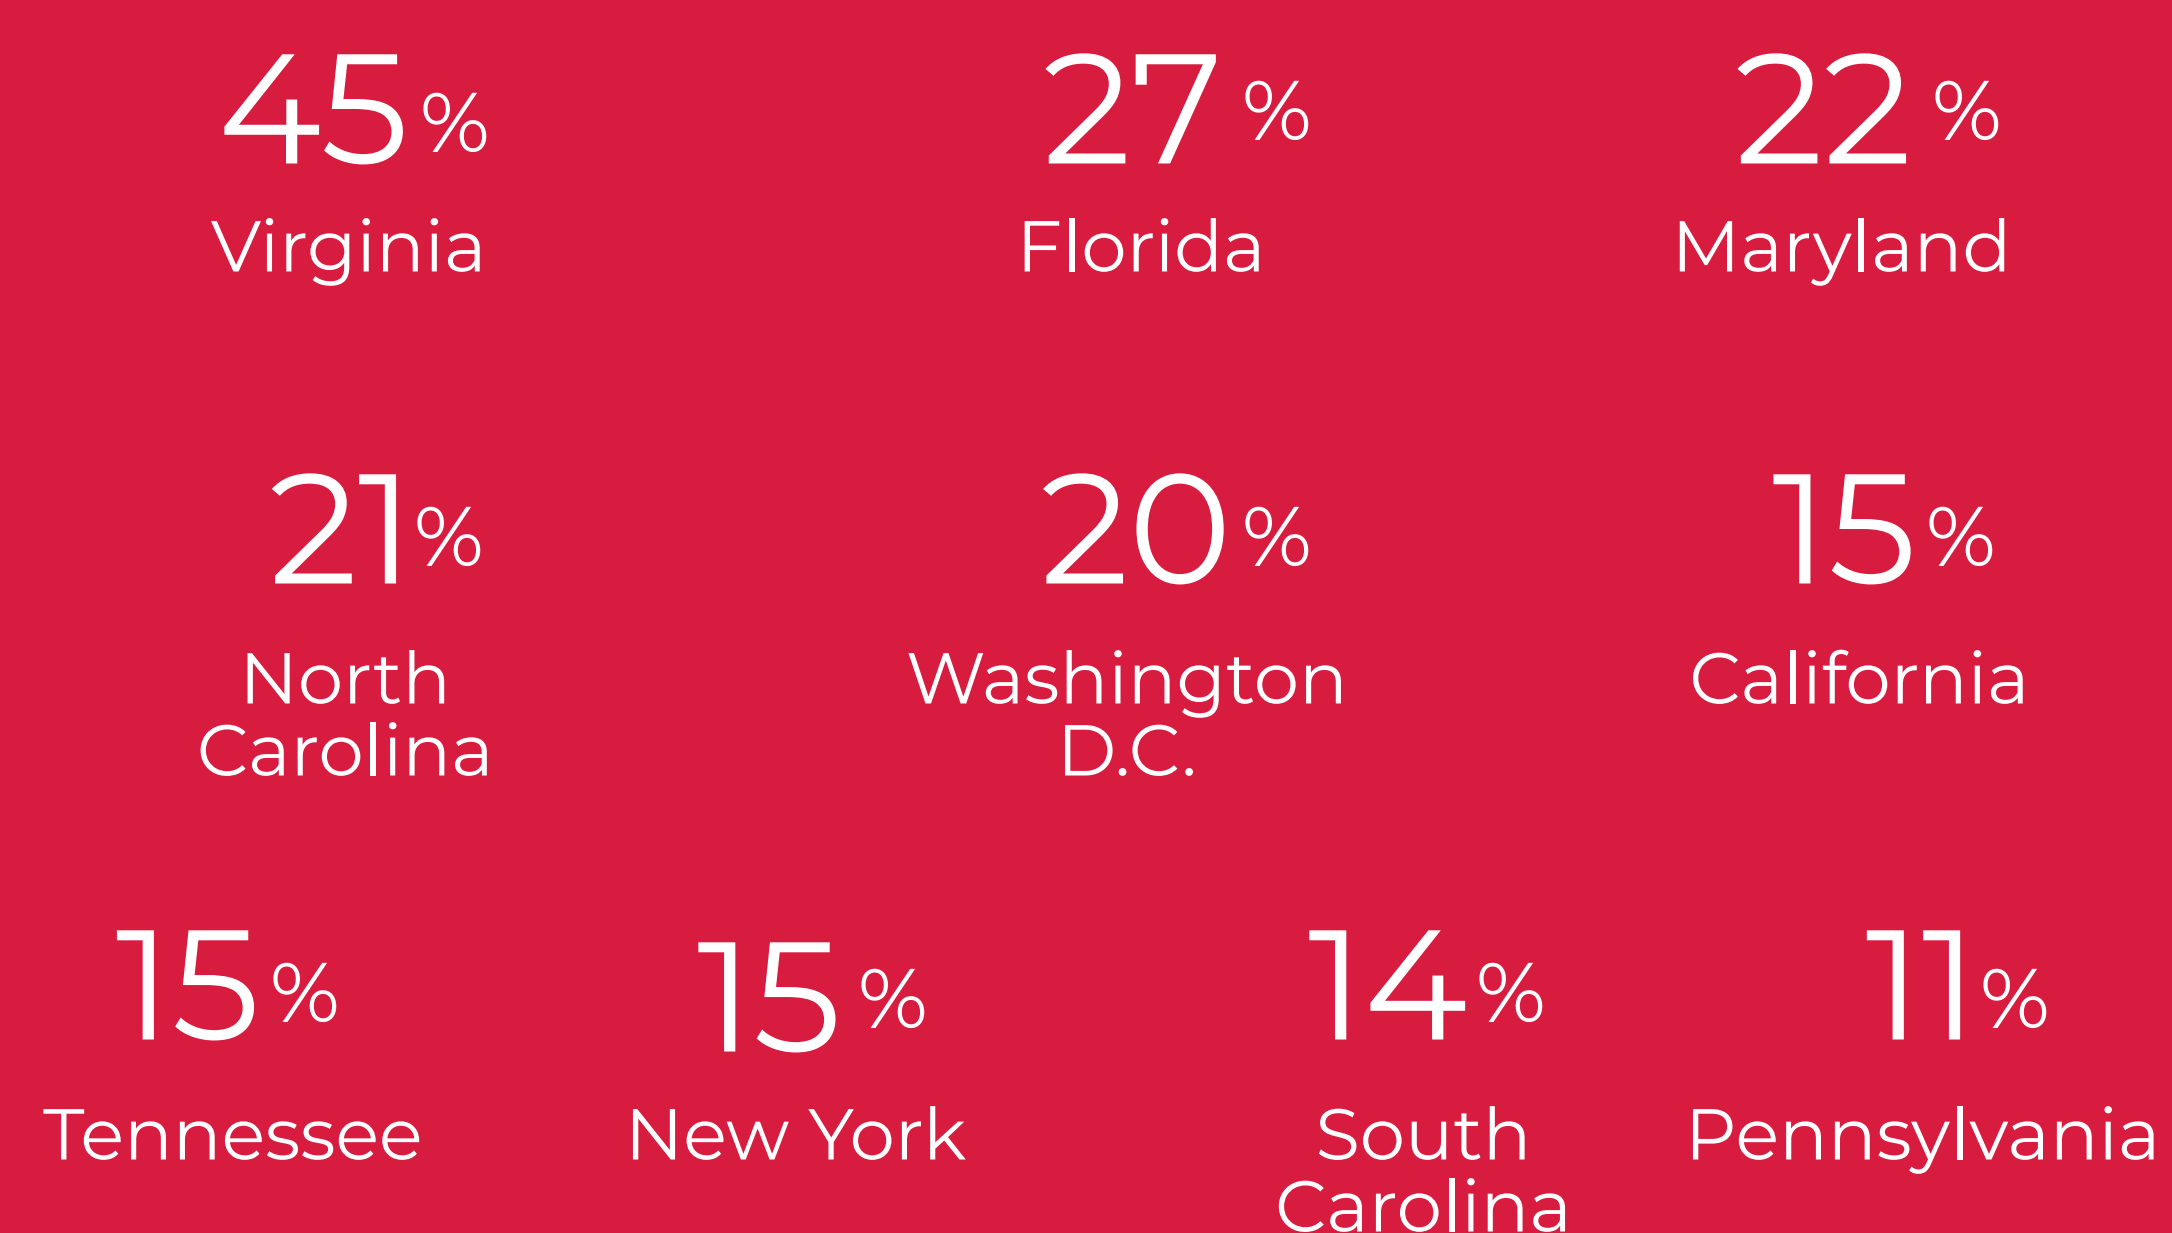 45%
27%
22%
Virginia
Florida
Maryland
21%
20%
15%
North
Carolina
Washington
D.C.
California
15%
15%
14%
11%
Tennessee
New York
South
Carolina
Pennsylvania